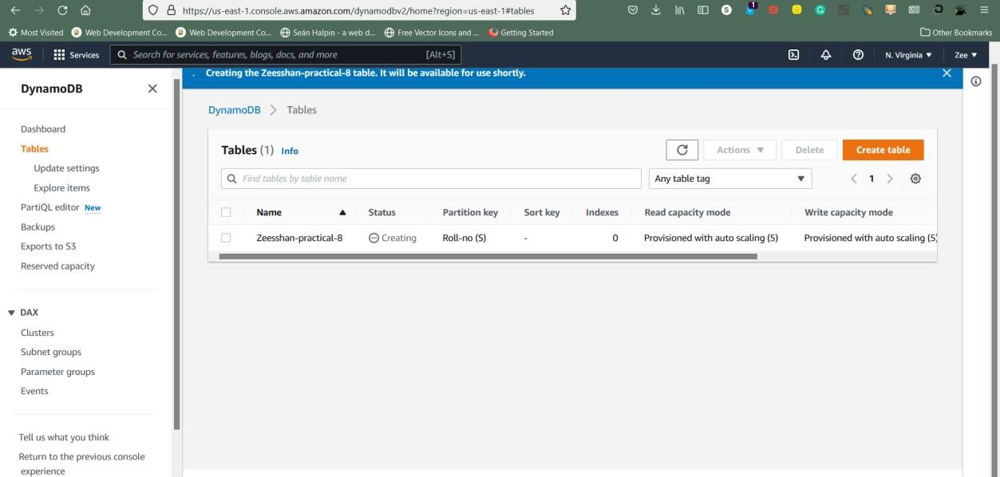 https://us-east-1.console.aws.amazon.com/dynamodbv2/home?region=us-east-1#tables
Most Visited Web Development Co... Web Development Co... Seán Halpin - a web d... Free Vector Icons and ... Getting Started Other Bookmarks
aws Services Search for services, features, blogs, docs, and more [Alt+S] N. Virginia Zee
DynamoDB
Dashboard
Tables
Update settings
Explore items
PartiQL editor New
Backups
Exports to S3
Reserved capacity
DAX
Clusters
Subnet groups
Parameter groups
Events
Tell us what you think
Return to the previous console
experience
Creating the Zeesshan-practical-8 table. It will be available for use shortly.
DynamoDB Tables
Tables (1) Info Actions Delete Create table
Find tables by table name Any table tag 1
Name Status Partition key Sort key Indexes Read capacity mode Write capacity mode
Zeesshan-practical-8 Creating Roll-no (S) - 0 Provisioned with auto scaling (5) Provisioned with auto scaling (5)